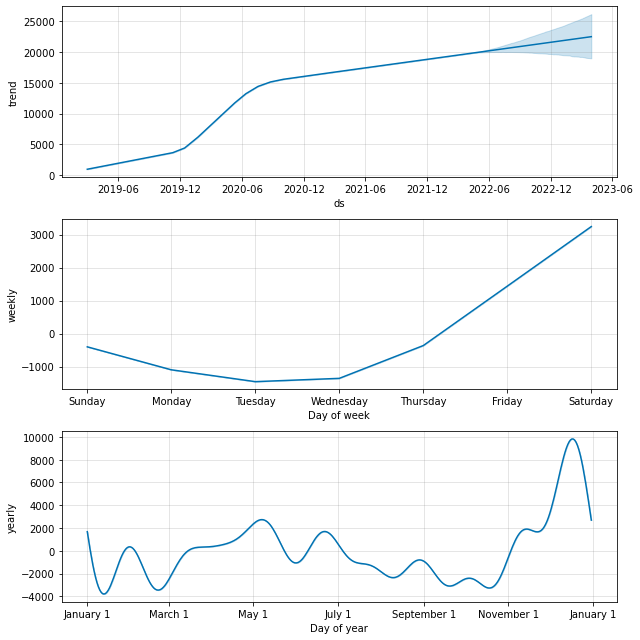 25000
20000
15000
10000
5000
0
trend
2019-06 2019-12 2020-06 2020-12 2021-06 2021-12 2022-06 2022-12 2023-06
ds
3000
2000
1000
0
−1000
weekly
Sunday Monday Tuesday Wednesday Thursday Friday Saturday
Day of week
10000
8000
6000
4000
2000
0
−2000
−4000
yearly
January 1 March 1 May 1 July 1 September 1 November 1 January 1
Day of year